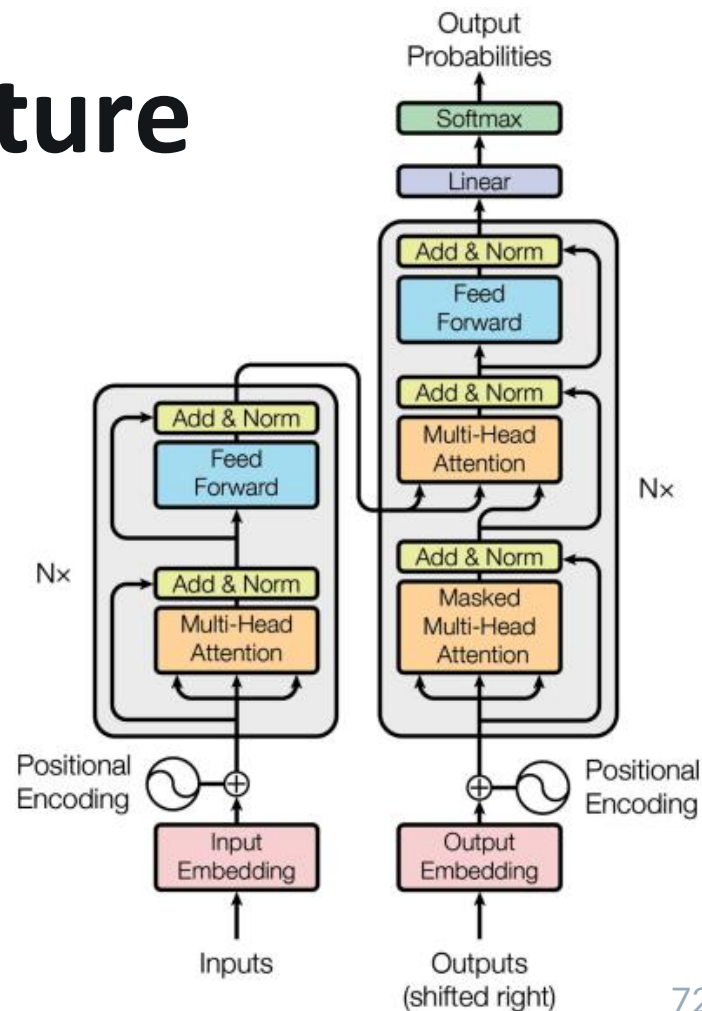 ture
Output
Probabilities
Softmax
Linear
Add & Norm
Feed
Forward
Add & Norm
Multi-Head
Attention
Add & Norm
Masked
Multi-Head
Attention
Nx
Add & Norm
Feed
Forward
Nx
Add & Norm
Multi-Head
Attention
Positional
Encoding
Positional
Encoding
Input
Embedding
Output
Embedding
Inputs
Outputs
(shifted right)
72